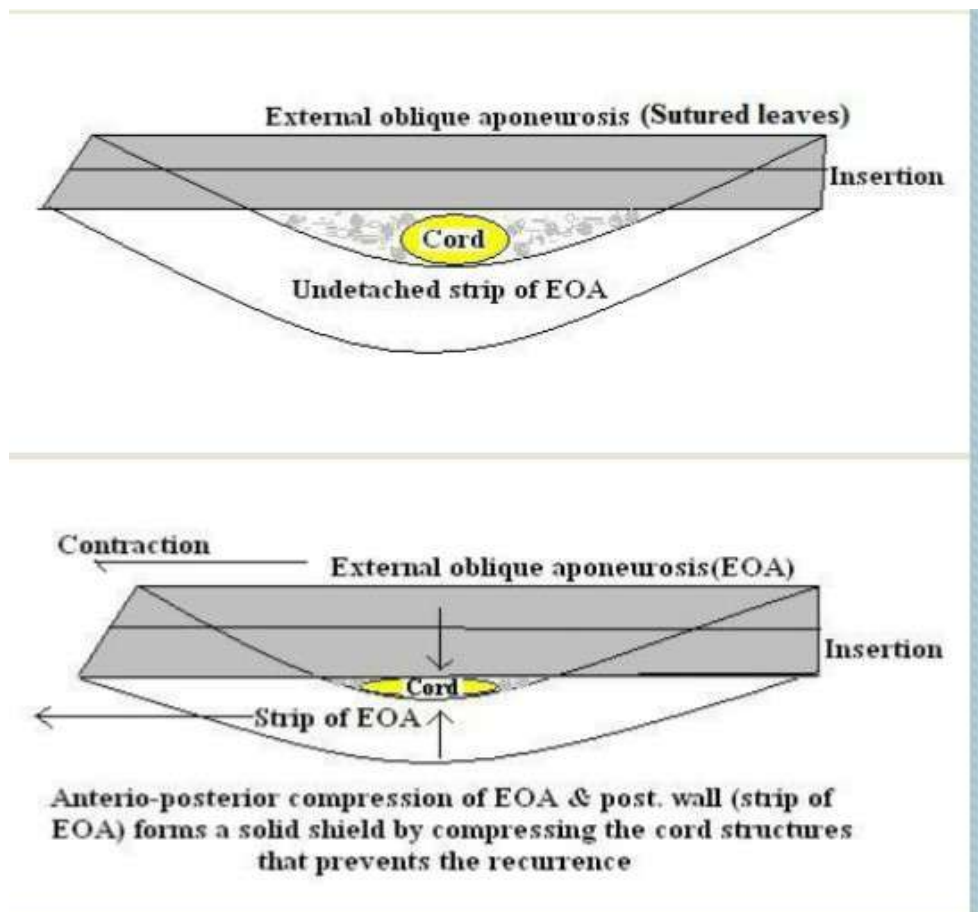 External oblique aponeurosis (Sutured leaves)
Insertion
Cord
Undetached strip of EOA
Contraction
External oblique aponeurosis(EOA)
Insertion
Cord
Strip of EOA
Anterio-posterior compression of EOA & post. wall (strip of
EOA) forms a solid shield by compressing the cord structures
that prevents the recurrence